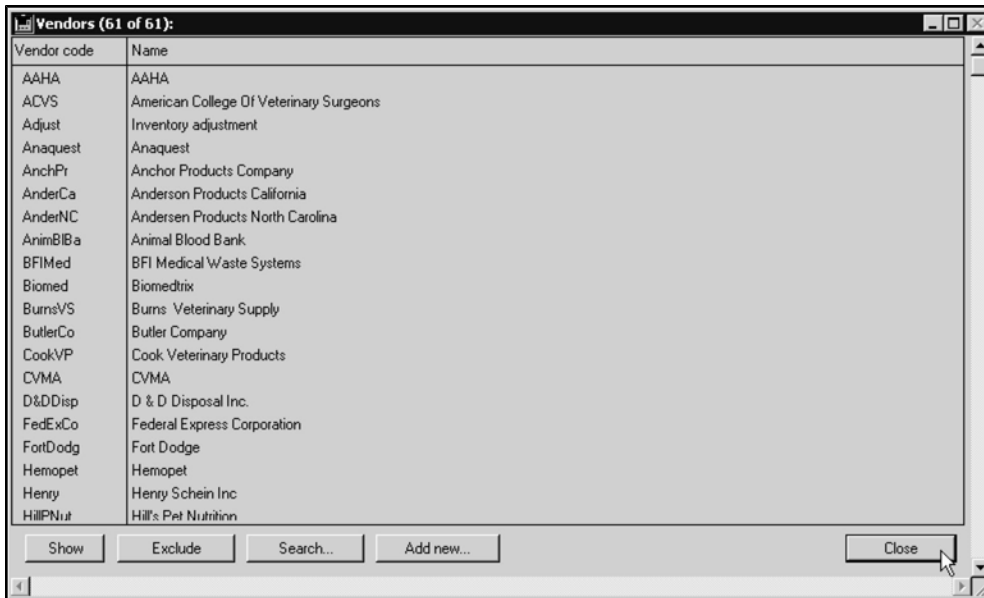 Vendors (61 of 61):
Vendor code Name
AAHA AAHA
ACVS American College Of Veterinary Surgeons
Adjust Inventory adjustment
Anaquest Anaquest
AnchPr Anchor Products Company
AnderCa Anderson Products California
AnderNC Andersen Products North Carolina
AnimBlBa Animal Blood Bank
BFIMed BFI Medical Waste Systems
Biomed Biomedtrix
BurnsVS Burns Veterinary Supply
ButlerCo Butler Company
CookVP Cook Veterinary Products
CVMA CVMA
D&DDisp D & D Disposal Inc.
FedExCo Federal Express Corporation
FortDodg Fort Dodge
Hemopet Hemopet
Henry Henry Schein Inc
HillPNut Hill's Pet Nutrition
Show Exclude Search... Add new... Close